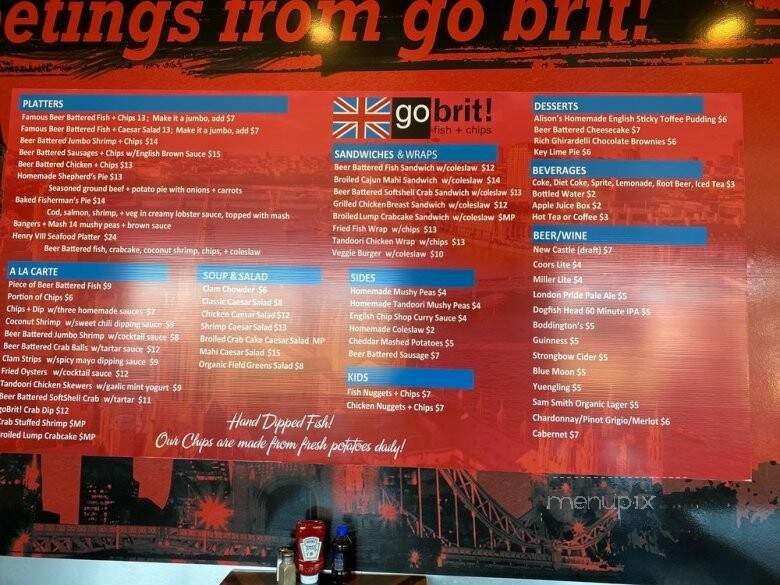 etings from go brit!
PLATTERS
Famous Beer Battered Fish + Chips 13 ; Make it a jumbo, add $7
Famous Beer Battered Fish + Caesar Salad 13; Make it a jumbo, add $7
Beer Battered Jumbo Shrimp + Chips $14
Beer Battered Sausages + Chips w/English Brown Sauce $15
Beer Battered Chicken + Chips $13
Homemade Shepherd's Pie $13
Seasoned ground beef + potato pie with onions + carrots
Baked Fisherman's Pie $14
Cod, salmon, shrimp, + veg in creamy lobster sauce, topped with mash
Bangers + Mash 14 mushy peas + brown sauce
Henry VIII Seafood Platter $24
Beer Battered fish, crabcake, coconut shrimp, chips, + coleslaw
A LA CARTE
Piece of Beer Battered Fish $9
Portion of Chips $6
Chips + Dip w/three homemade sauces $7
Coconut Shrimp w/sweet chili dipping sauce $9
Beer Battered Jumbo Shrimp w/cocktail sauce $8
Beer Battered Crab Balls w/tartar sauce $12
Clam Strips w/spicy mayo dipping sauce $9
Fried Oysters w/cocktail sauce $12
Tandoori Chicken Skewers w/garlic mint yogurt $9
Beer Battered SoftShell Crab w/tartar $11
goBrit! Crab Dip $12
Crab Stuffed Shrimp $MP
roiled Lump Crabcake $MP
SOUP & SALAD
Clam Chowder $6
Classic Caesar Salad $8
Chicken Caesar Salad $12
Shrimp Caesar Salad $13
Broiled Crab Cake Caesar Salad MP
Mahi Caesar Salad $15
Organic Field Greens Salad $8
Hand Dipped Fish!
Our Chips are made from fresh potatoes daily!
go brit!
fish + chips
SANDWICHES & WRAPS
Beer Battered Fish Sandwich w/coleslaw $12
Broiled Cajun Mahi Sandwich w/coleslaw $14
Beer Battered Softshell Crab Sandwich w/coleslaw $13
Grilled Chicken Breast Sandwich w/coleslaw $12
Broiled Lump Crabcake Sandwich w/coleslaw $MP
Fried Fish Wrap w/chips $13
Tandoori Chicken Wrap w/chips $13
Veggie Burger w/coleslaw $10
SIDES
Homemade Mushy Peas $4
Homemade Tandoori Mushy Peas $4
English Chip Shop Curry Sauce $4
Homemade Coleslaw $2
Cheddar Mashed Potatoes $5
Beer Battered Sausage $7
KIDS
Fish Nuggets + Chips $7
Chicken Nuggets + Chips $7
DESSERTS
Alison's Homemade English Sticky Toffee Pudding $6
Beer Battered Cheesecake $7
Rich Ghirardelli Chocolate Brownies $6
Key Lime Pie $6
BEVERAGES
Coke, Diet Coke, Sprite, Lemonade, Root Beer, Iced Tea $3
Bottled Water $2
Apple Juice Box $2
Hot Tea or Coffee $3
BEER/WINE
New Castle (draft) $7
Coors Lite $4
Miller Lite $4
London Pride Pale Ale $5
Dogfish Head 60 Minute IPA $5
Boddington's $5
Guinness $5
Strongbow Cider $5
Blue Moon $5
Yuengling $5
Sam Smith Organic Lager $5
Chardonnay/Pinot Grigio/Merlot $6
Cabernet $7
menupix
HEINZ